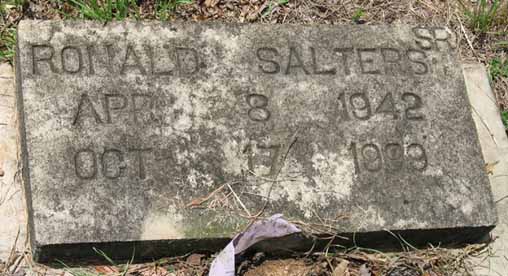 RONALD SALTERS SR
APR 8 1942
OCT 17 1999